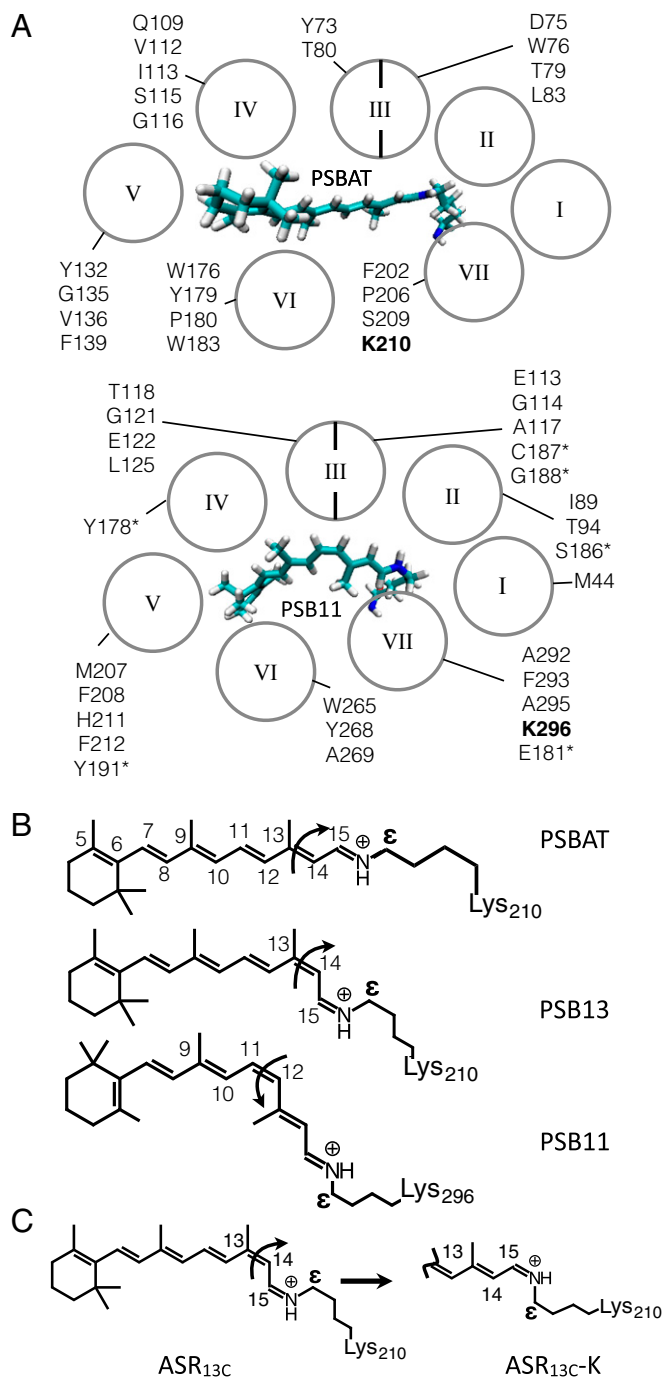 A
Q109
V112
I113
S115
G116
Y73
T80
D75
W76
T79
L83
IV
III
II
V
PSBAT
I
VI
VII
Y132
G135
V136
F139
W176
Y179
P180
W183
F202
P206
S209
K210
T118
G121
E122
L125
E113
G114
A117
C187*
G188*
III
IV
II
Y178*
I89
T94
S186*
M44
V
PSB11
I
VI
VII
M207
F208
H211
F212
Y191*
W265
Y268
A269
A292
F293
A295
K296
E181*
B
5 6 7 8 9 10 11 12 13 14 15
⊕ ε
N
H
Lys210
PSBAT
13 14
15 ⊕ ε
N
H
Lys210
PSB13
9 10 11 12
⊕
NH
ε
Lys296
PSB11
C
13 14
15 ⊕ ε
N
H
Lys210
ASR13C
13 14 15
⊕
NH
ε
Lys210
ASR13C-K